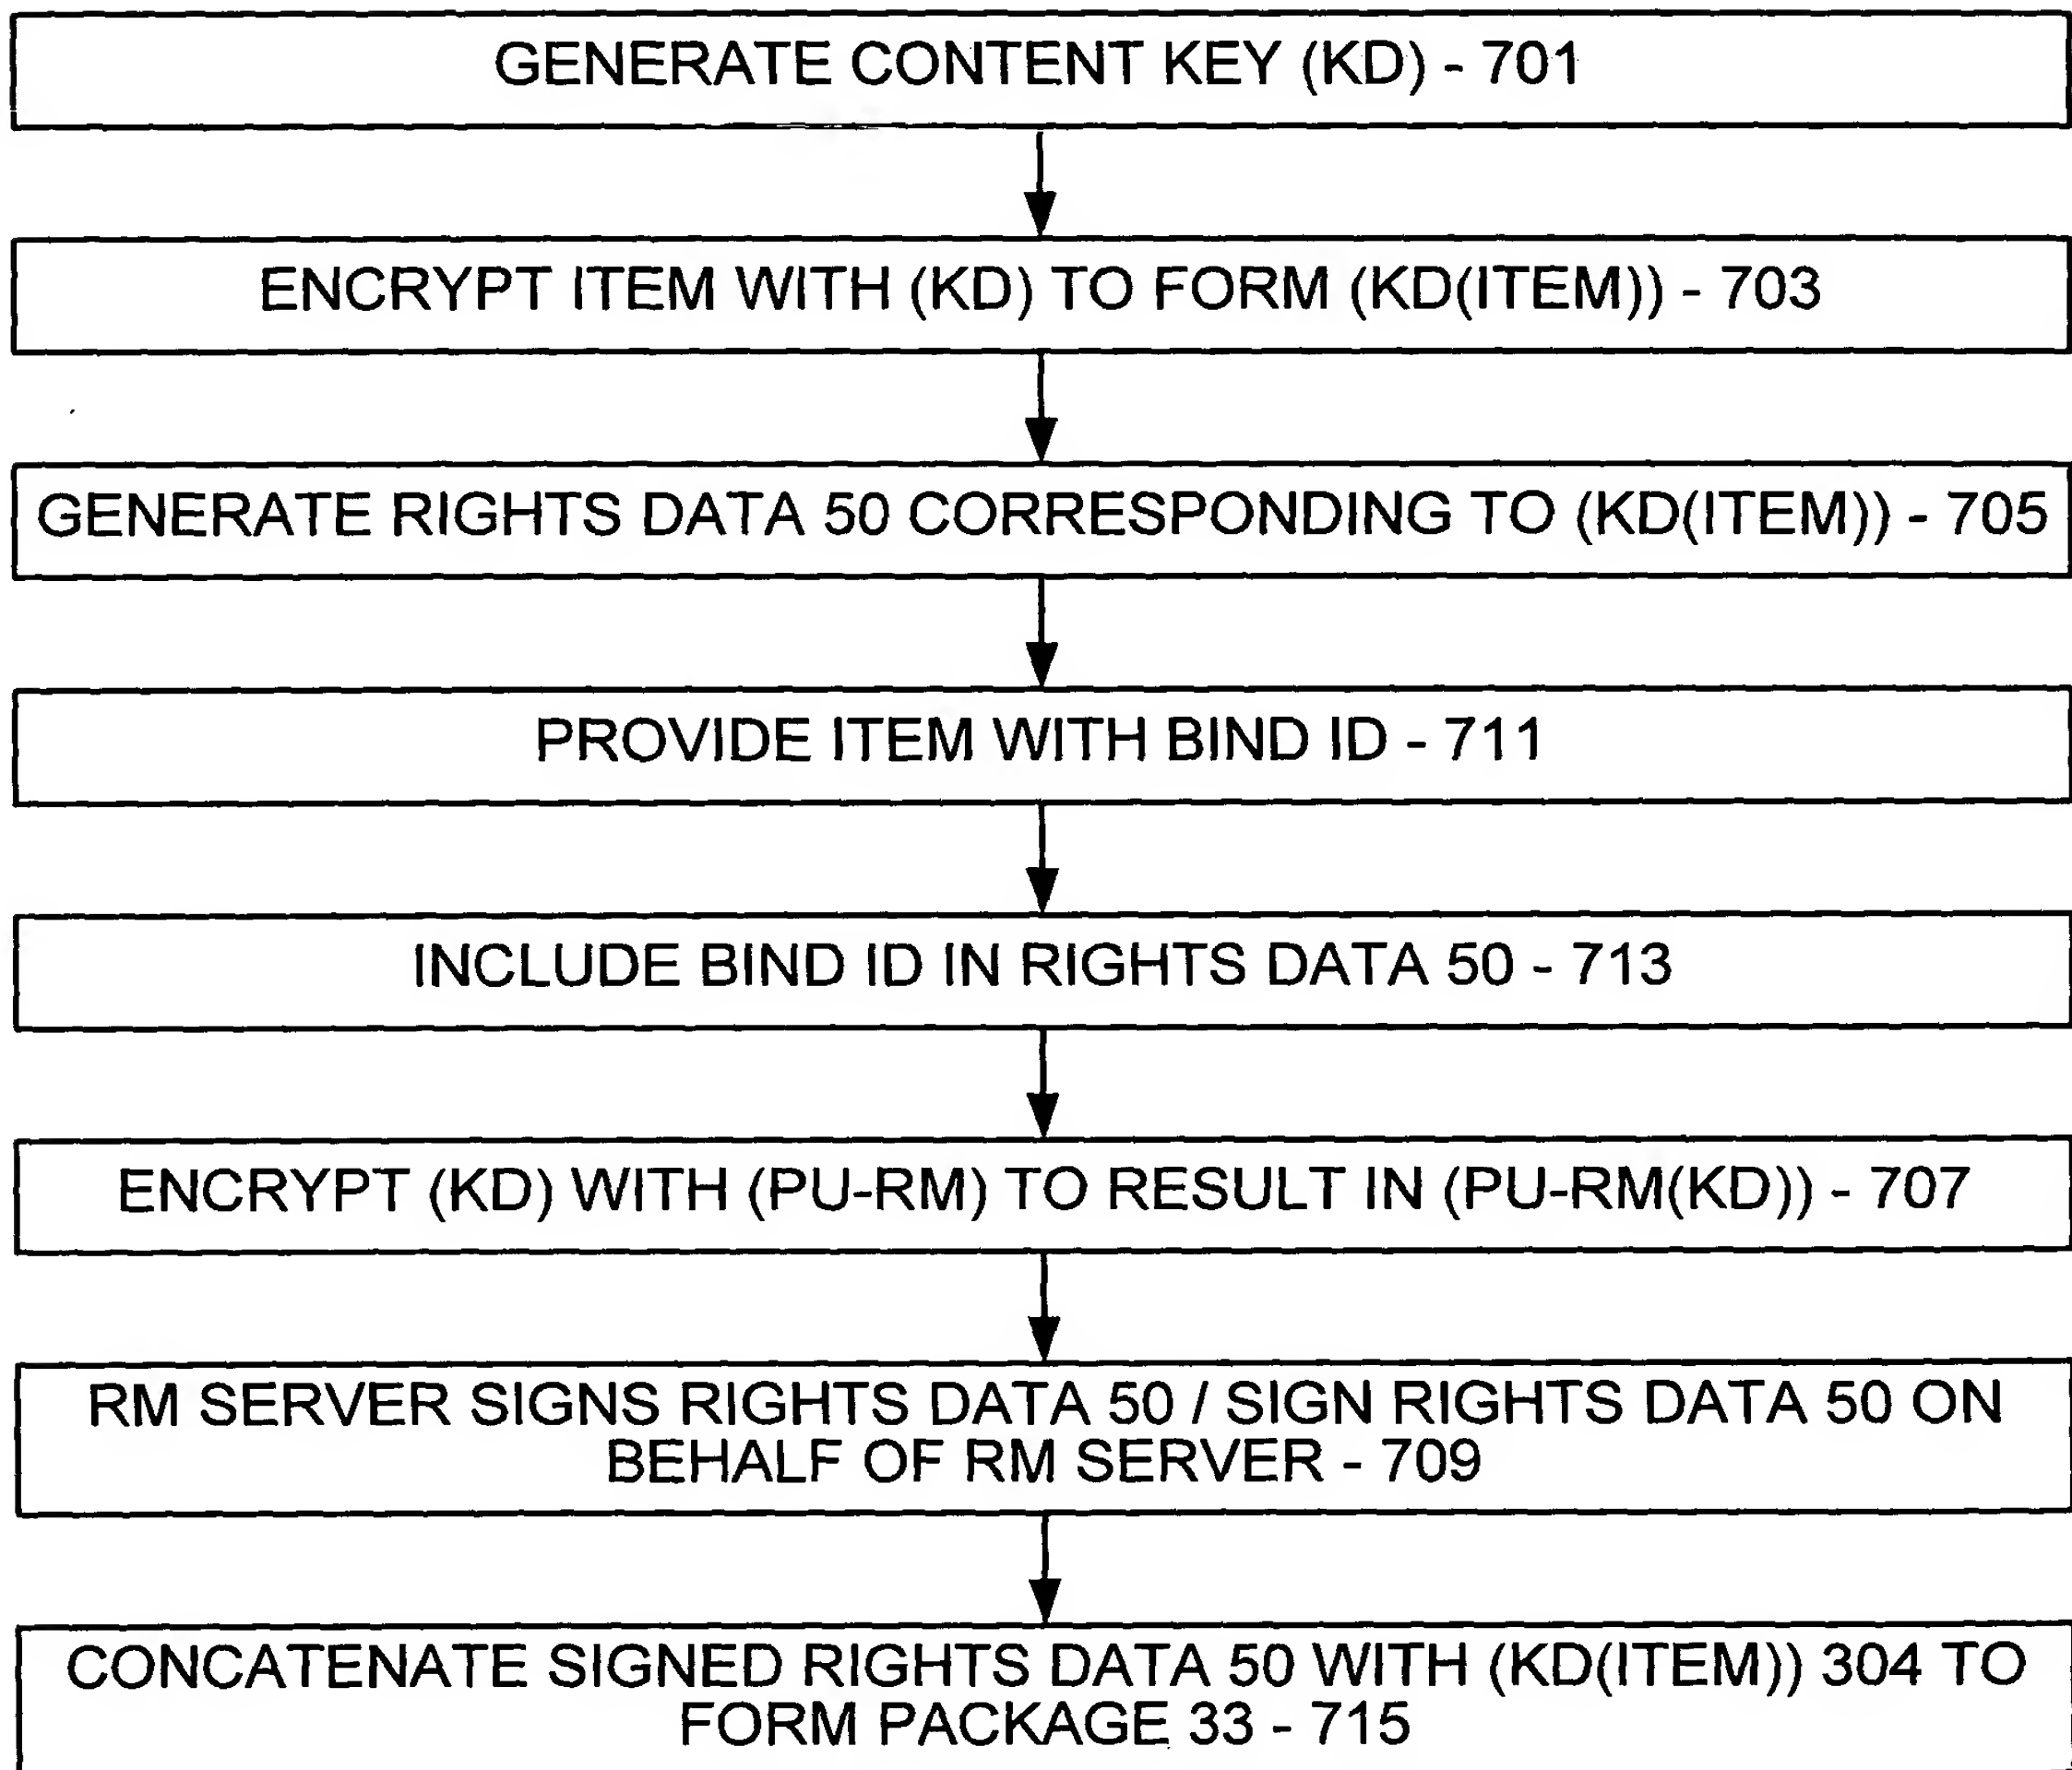 GENERATE CONTENT KEY (KD) - 701
ENCRYPT ITEM WITH (KD) TO FORM (KD(ITEM)) - 703
GENERATE RIGHTS DATA 50 CORRESPONDING TO (KD(ITEM)) - 705
PROVIDE ITEM WITH BIND ID - 711
INCLUDE BIND ID IN RIGHTS DATA 50 - 713
ENCRYPT (KD) WITH (PU-RM) TO RESULT IN (PU-RM(KD)) - 707
RM SERVER SIGNS RIGHTS DATA 50 / SIGN RIGHTS DATA 50 ON
BEHALF OF RM SERVER - 709
CONCATENATE SIGNED RIGHTS DATA 50 WITH (KD(ITEM)) 304 TO
FORM PACKAGE 33 - 715